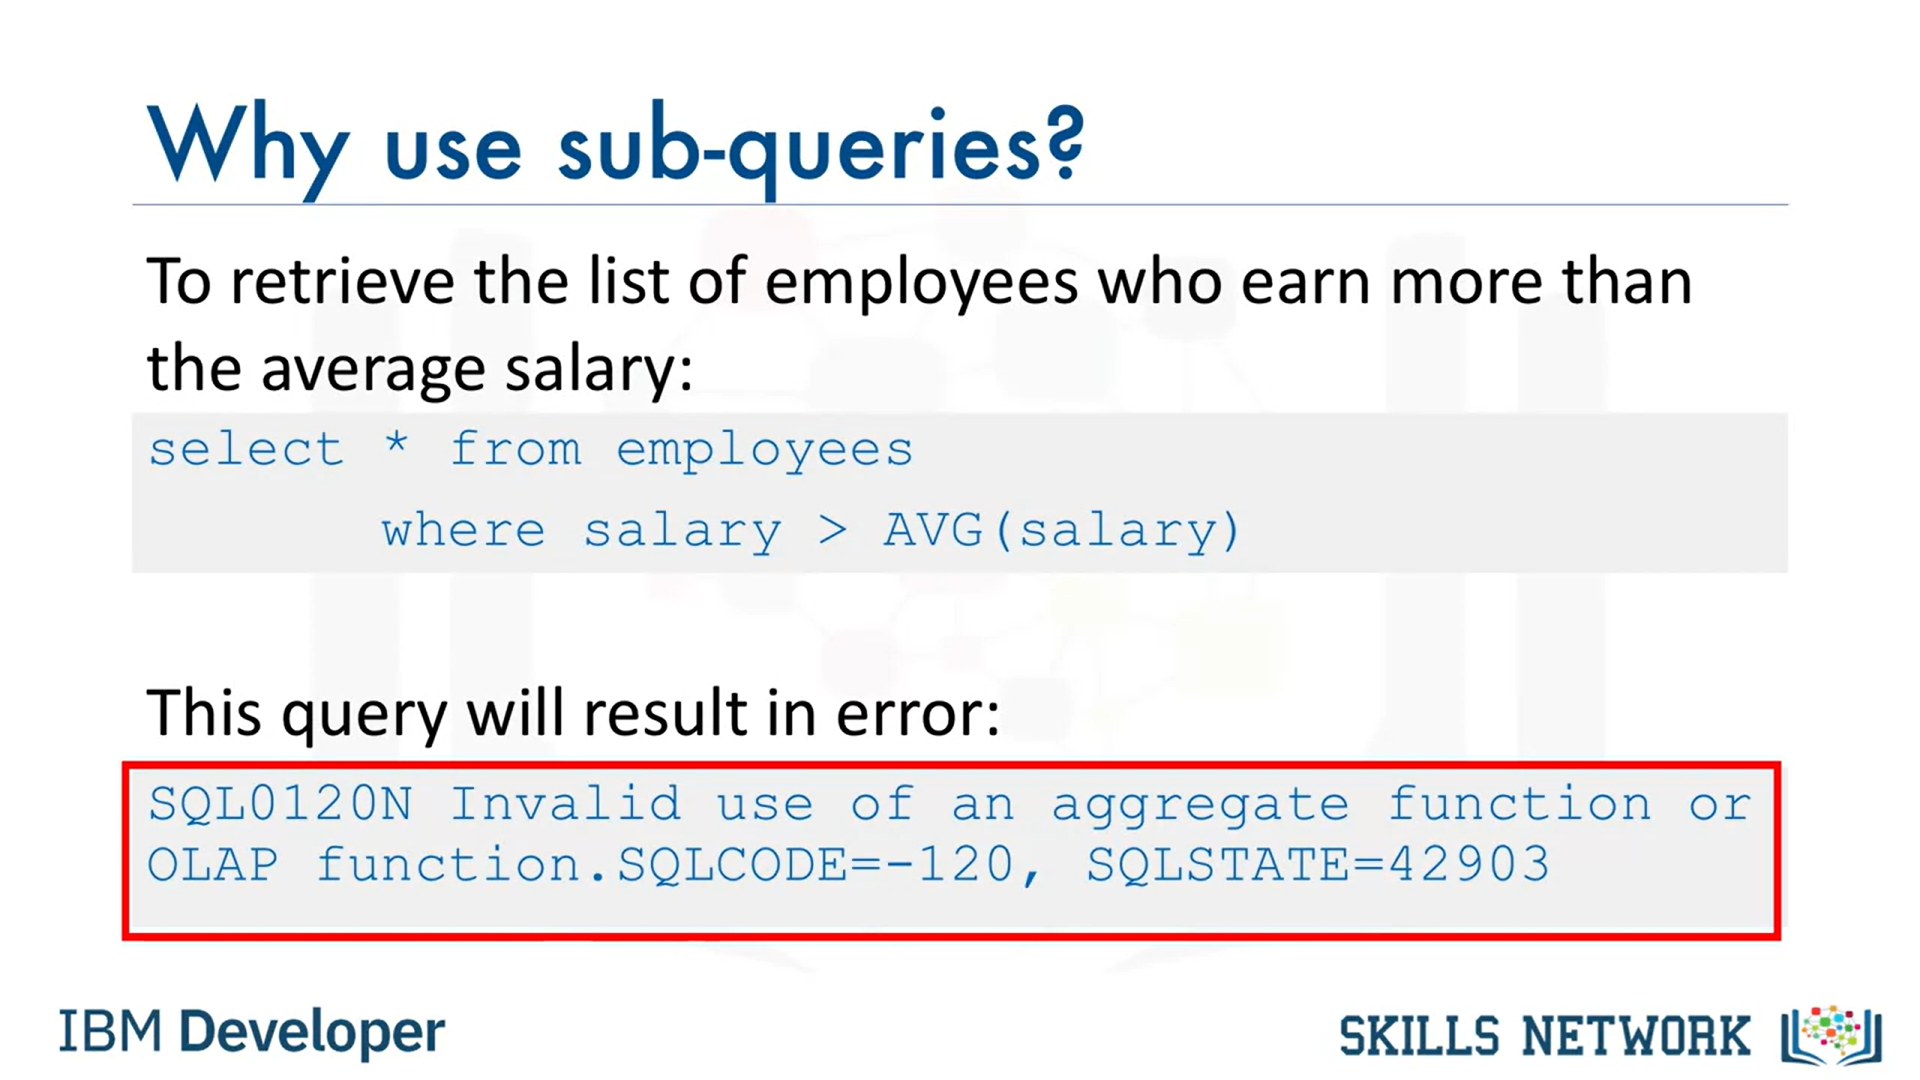 Why use sub-queries?
To retrieve the list of employees who earn more than
the average salary:
select * from employees
where salary > AVG(salary)
This query will result in error:
SQL0120N Invalid use of an aggregate function or
OLAP function.SQLCODE=-120, SQLSTATE=42903
IBM Developer
SKILLS NETWORK